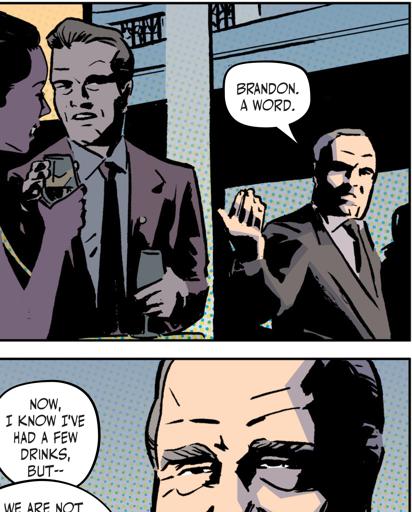 BRANDON.
A WORD.
NOW,
I KNOW I'VE
HAD A FEW
DRINKS,
BUT--
WE ARE NOT